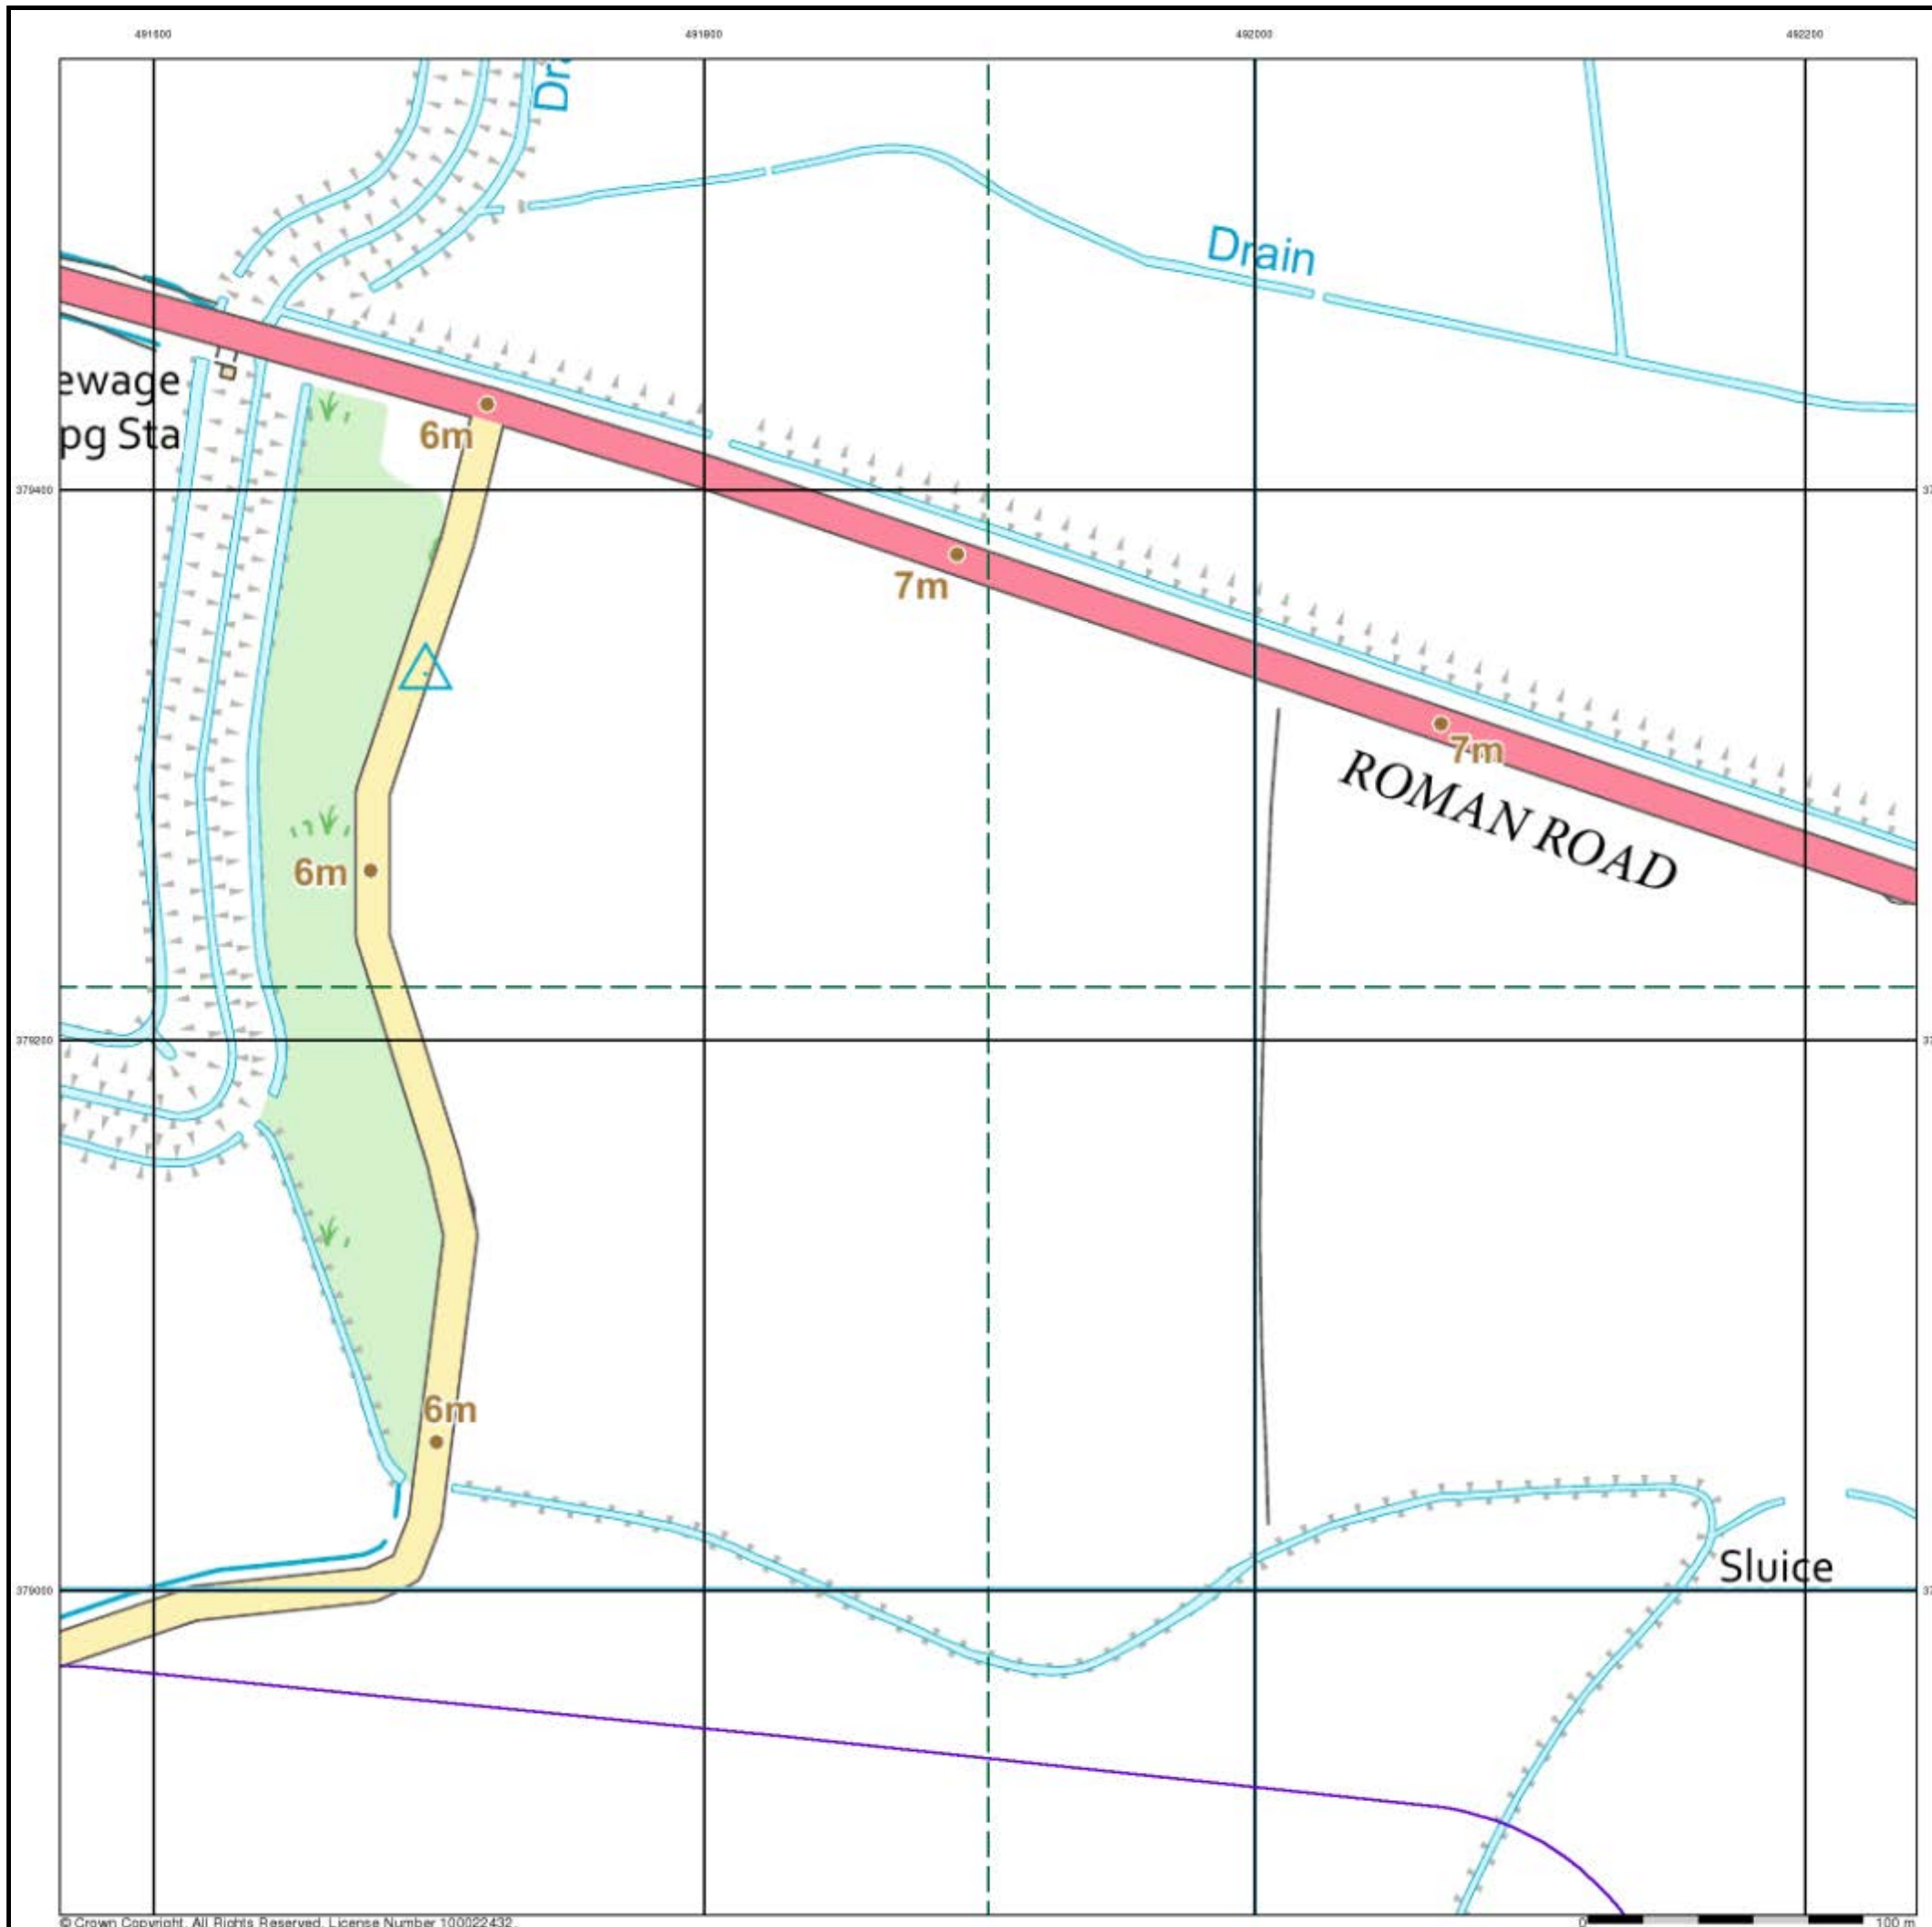 491600 491800 492000 492200
Dr
Drain
ewage
pg Sta
6m
379400
7m
7m
ROMAN ROAD
6m
379200
6m
Sluice
379000
© Crown Copyright. All Rights Reserved. License Number 100022432.
0 100 m